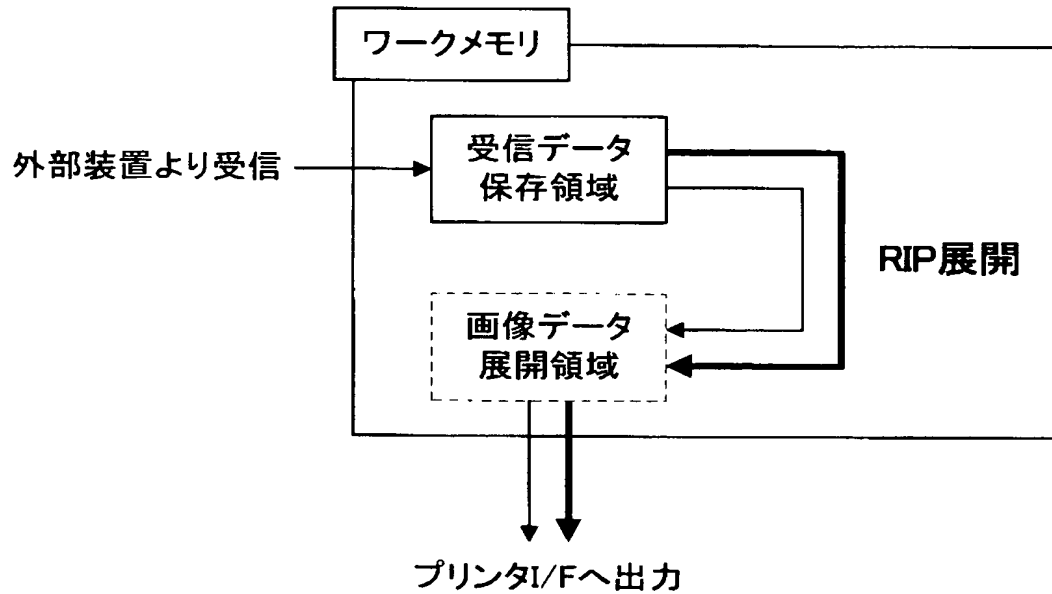 ワークメモリ
外部装置より受信
受信データ
保存領域
RIP展開
画像データ
展開領域
プリンタI/Fへ出力